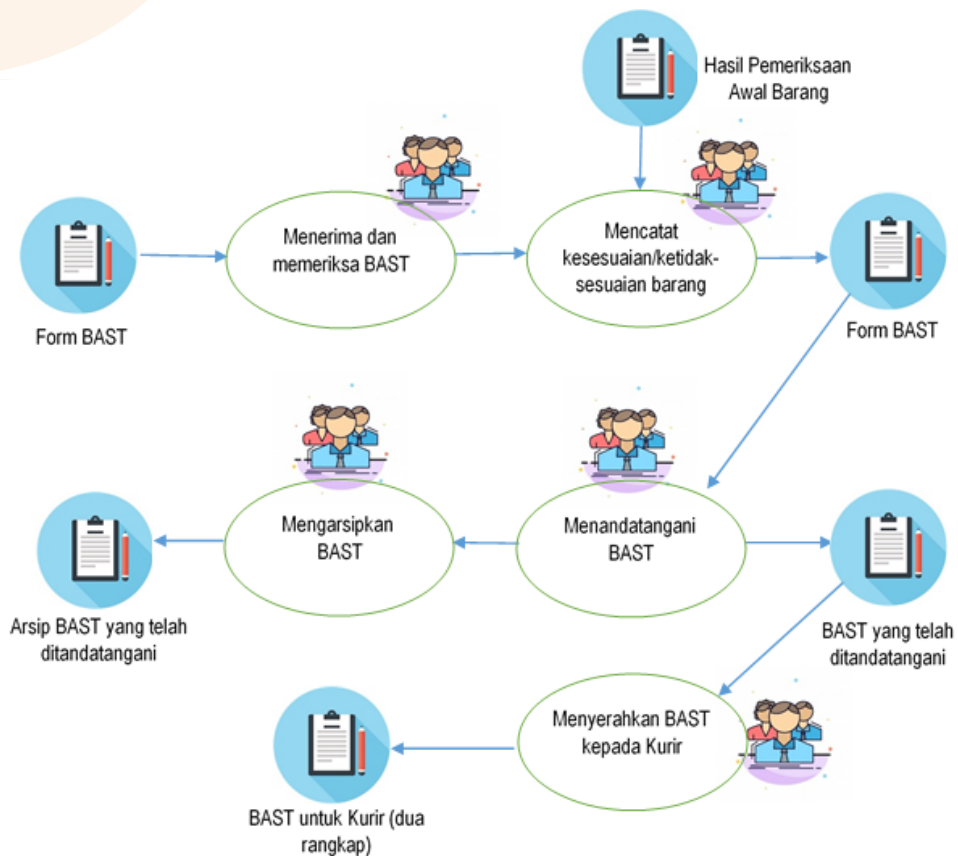 Hasil Pemeriksaan
Awal Barang
Menerima dan
memeriksa BAST
Mencatat
kesesuaian/ketidak-
sesuaian barang
Form BAST
Form BAST
Mengarsipkan
BAST
Menandatangani
BAST
Arsip BAST yang telah
ditandatangani
BAST yang telah
ditandatangani
Menyerahkan BAST
kepada Kurir
BAST untuk Kurir (dua
rangkap)